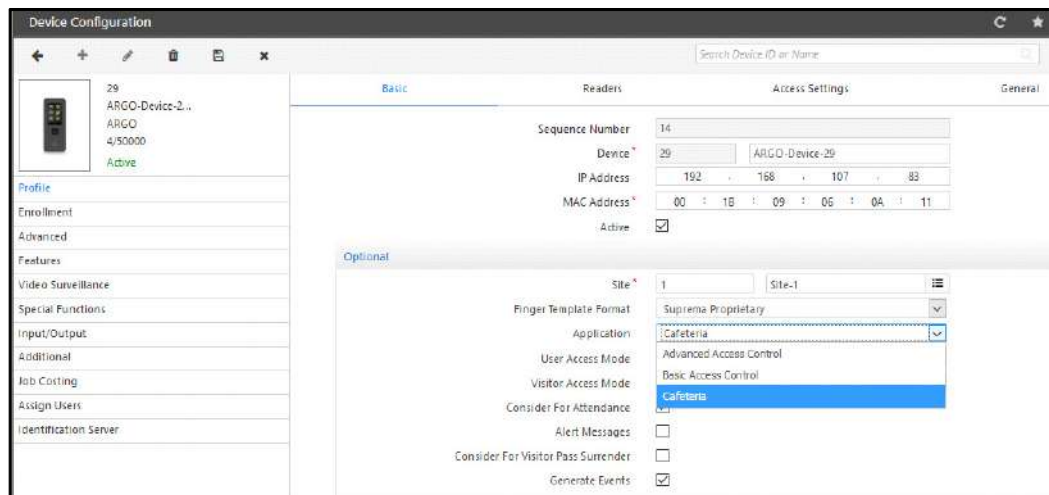 Device Configuration
Search Device ID or Name
29
ARGO-Device-2...
ARGO
4/50000
Active
Profile
Enrollment
Advanced
Features
Video Surveillance
Special Functions
Input/Output
Additional
Job Costing
Assign Users
Identification Server
Basic Readers Access Settings General
Sequence Number 14
Device* 29 ARGO-Device-29
IP Address 192 . 168 . 107 . 83
MAC Address* 00 : 1B : 09 : 06 : 0A : 11
Active
Optional
Site* 1 Site-1
Finger Template Format Suprema Proprietary
Application Cafeteria
Advanced Access Control
User Access Mode
Basic Access Control
Visitor Access Mode
Cafeteria
Consider For Attendance
Alert Messages
Consider For Visitor Pass Surrender
Generate Events